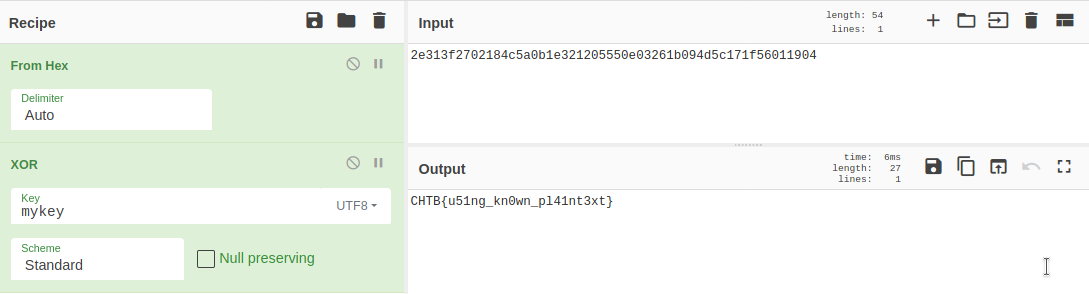 Recipe
From Hex
Delimiter
Auto
XOR
Key
mykey
UTF8
Scheme
Standard
Null preserving
Input
length: 54
lines: 1
2e313f2702184c5a0b1e321205550e03261b094d5c171f56011904
Output
time: 6ms
length: 27
lines: 1
CHTB{u51ng_kn0wn_pl41nt3xt}